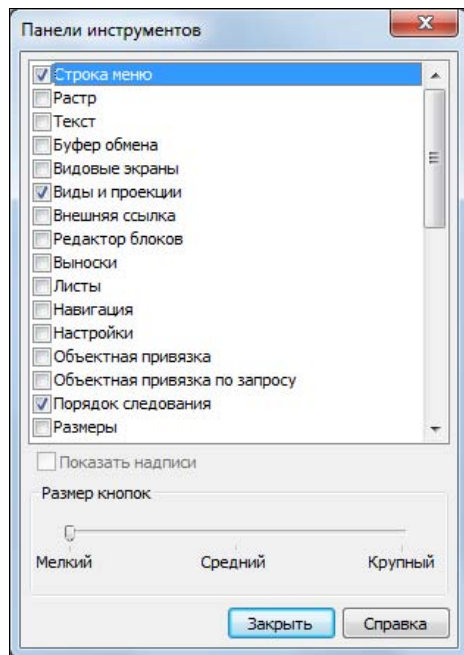 Панели инструментов
Строка меню
Растр
Текст
Буфер обмена
Видовые экраны
Виды и проекции
Внешняя ссылка
Редактор блоков
Выноски
Листы
Навигация
Настройки
Объектная привязка
Объектная привязка по запросу
Порядок следования
Размеры
Показать надписи
Размер кнопок
Мелкий Средний Крупный
Закрыть Справка